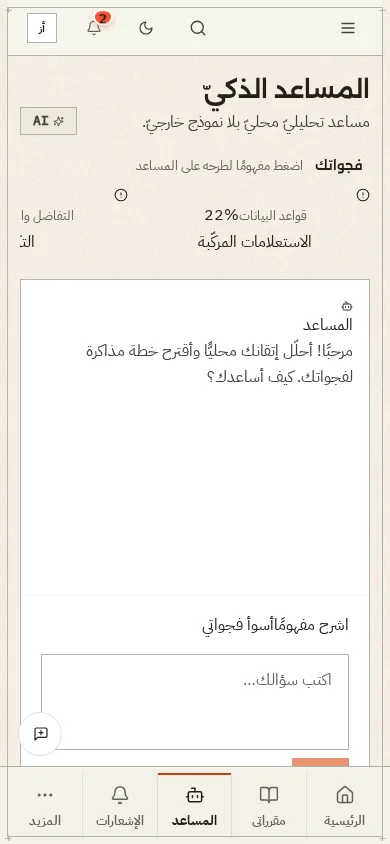 أز
2
المساعد الذكيّ
مساعد تحليليّ محليّ بلا نموذج خارجيّ.
AI
فجواتك اضغط مفهومًا لطرحه على المساعد
قواعد البيانات 22%
الاستعلامات المركّبة
التفاضل وا
المساعد
مرحبًا! أحلّل إتقانك محليًّا وأقترح خطة مذاكرة
لفجواتك. كيف أساعدك؟
اشرح مفهومًا أسوأ فجواتي
اكتب سؤالك...
الرئيسية
مقرراتي
المساعد
الإشعارات
المزيد